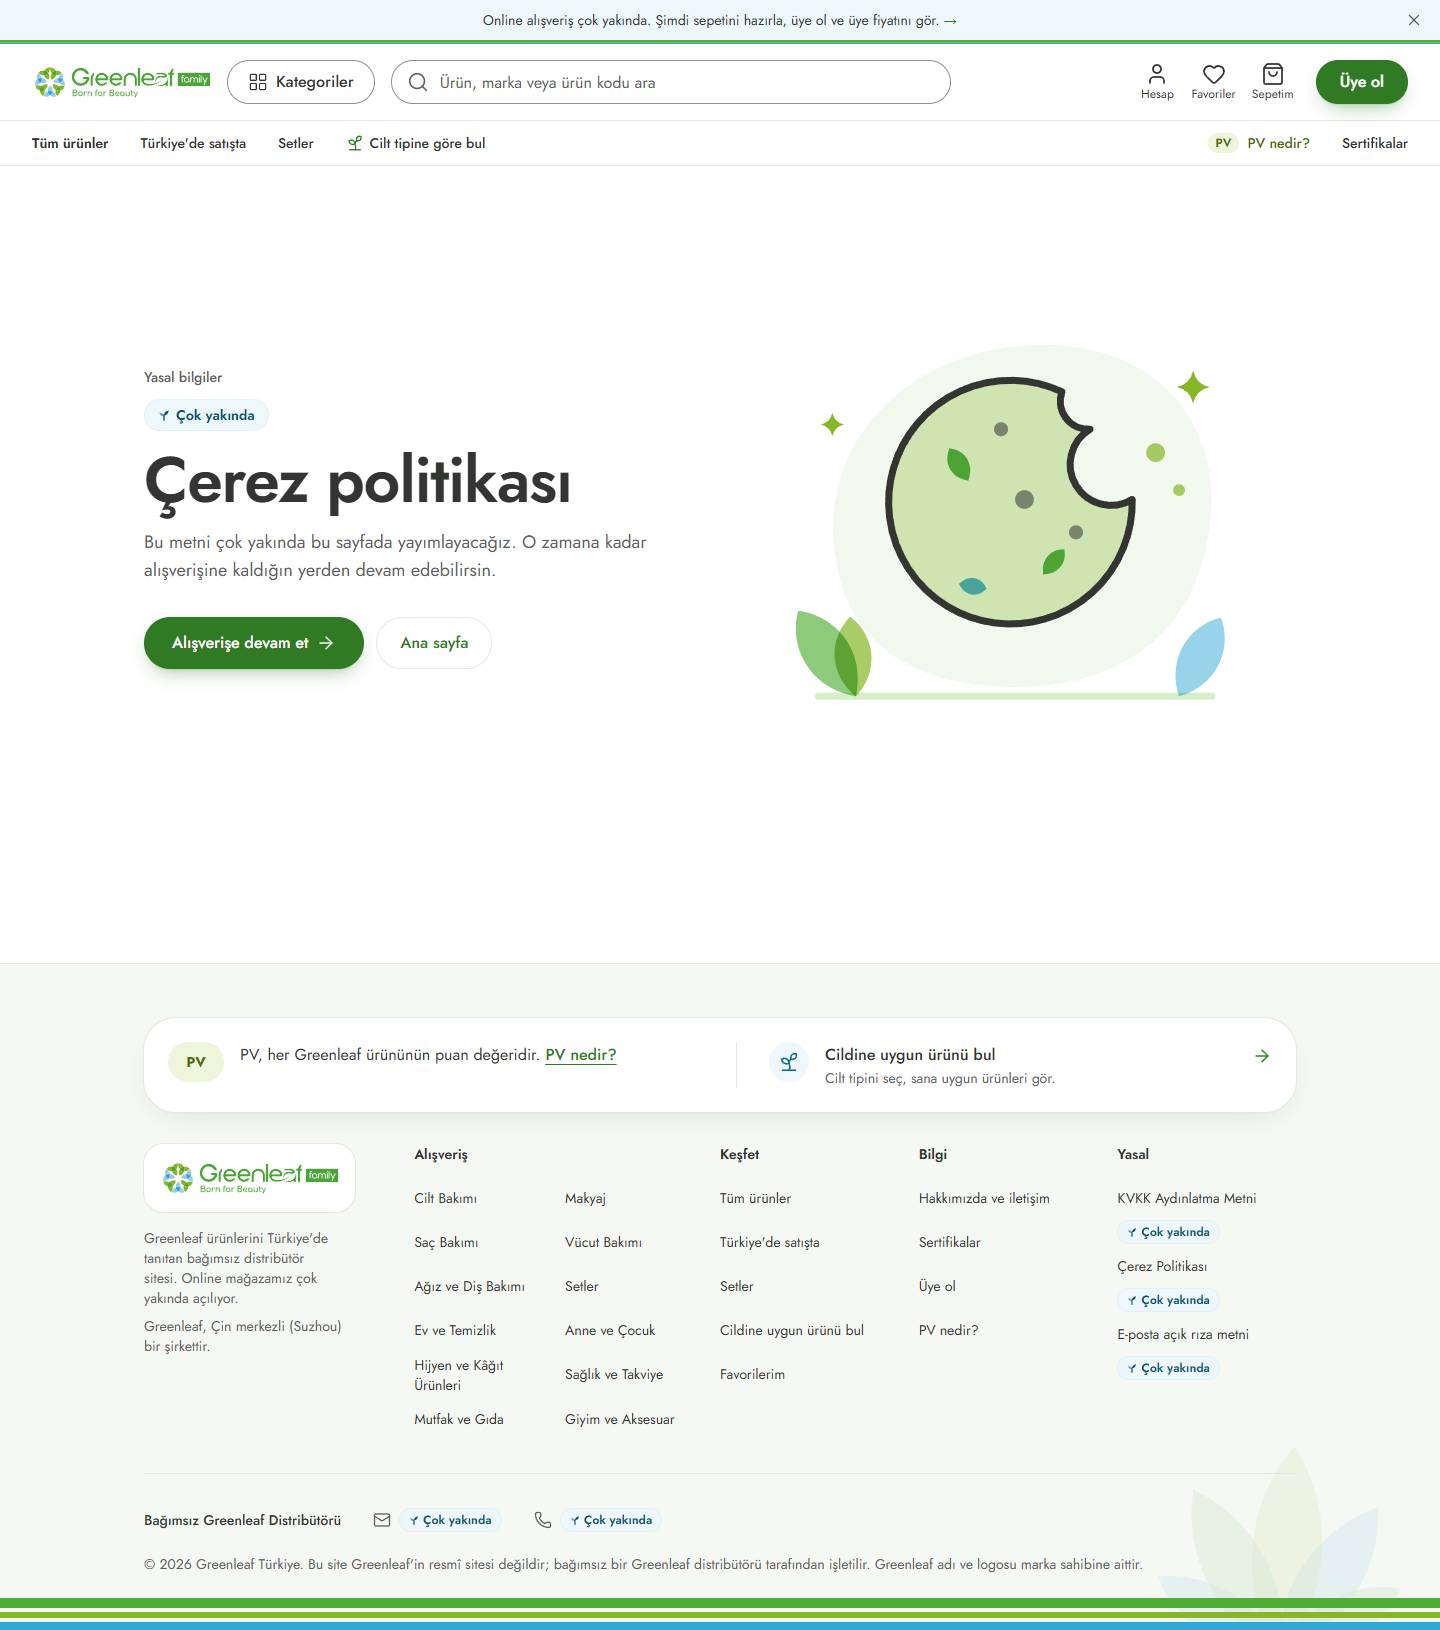 Online alışveriş çok yakında. Şimdi sepetini hazırla, üye ol ve üye fiyatını gör. →
Greenleaf family
Born for Beauty
Kategoriler
Ürün, marka veya ürün kodu ara
Hesap
Favoriler
Sepetim
Üye ol
Tüm ürünler
Türkiye'de satışta
Setler
Cilt tipine göre bul
PV PV nedir?
Sertifikalar
Yasal bilgiler
Çok yakında
Çerez politikası
Bu metni çok yakında bu sayfada yayımlayacağız. O zamana kadar
alışverişine kaldığın yerden devam edebilirsin.
Alışverişe devam et →
Ana sayfa
PV
PV, her Greenleaf ürününün puan değeridir. PV nedir?
Cildine uygun ürünü bul
Cilt tipini seç, sana uygun ürünleri gör.
Greenleaf family
Born for Beauty
Greenleaf ürünlerini Türkiye'de
tanıtan bağımsız distribütör
sitesi. Online mağazamız çok
yakında açılıyor.
Greenleaf, Çin merkezli (Suzhou)
bir şirkettir.
Alışveriş
Cilt Bakımı
Saç Bakımı
Ağız ve Diş Bakımı
Ev ve Temizlik
Hijyen ve Kâğıt
Ürünleri
Mutfak ve Gıda
Makyaj
Vücut Bakımı
Setler
Anne ve Çocuk
Sağlık ve Takviye
Giyim ve Aksesuar
Keşfet
Tüm ürünler
Türkiye'de satışta
Setler
Cildine uygun ürünü bul
Favorilerim
Bilgi
Hakkımızda ve iletişim
Sertifikalar
Üye ol
PV nedir?
Yasal
KVKK Aydınlatma Metni
Çok yakında
Çerez Politikası
Çok yakında
E-posta açık rıza metni
Çok yakında
Bağımsız Greenleaf Distribütörü
Çok yakında
Çok yakında
© 2026 Greenleaf Türkiye. Bu site Greenleaf'in resmî sitesi değildir; bağımsız bir Greenleaf distribütörü tarafından işletilir. Greenleaf adı ve logosu marka sahibine aittir.